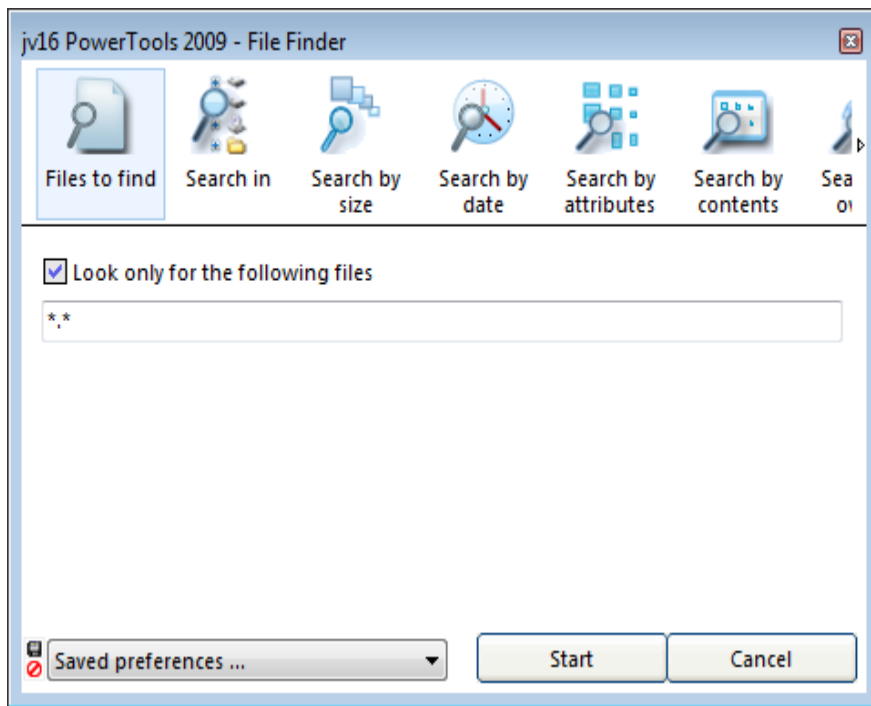 jv16 PowerTools 2009 - File Finder
Files to find
Search in
Search by
size
Search by
date
Search by
attributes
Search by
contents
Sea
Look only for the following files
*.*
Saved preferences ...
Start
Cancel